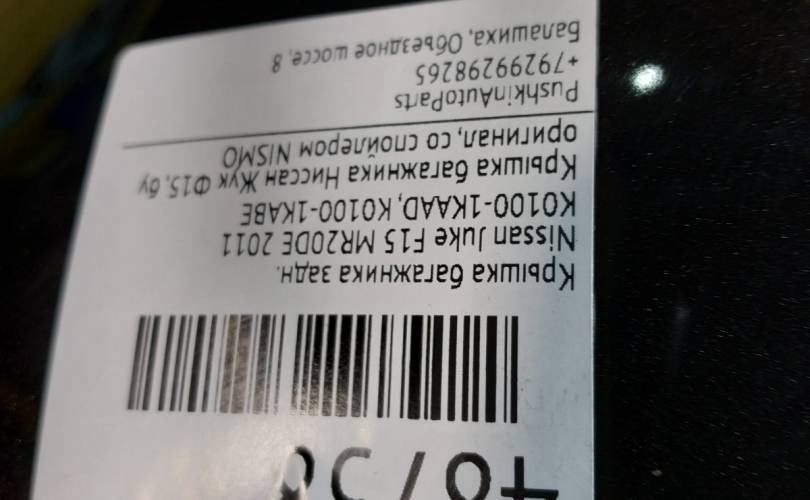 Крышка багажника задн.
Nissan Juke F15 MR20DE 2011
K0100-1KAAD, K0100-1KABE
Крышка багажника Ниссан Жук Ф15, бу
оригинал, со спойлером NISMO
PushkinAutoParts
+79299298265
Балашиха, Объездное шоссе, 8